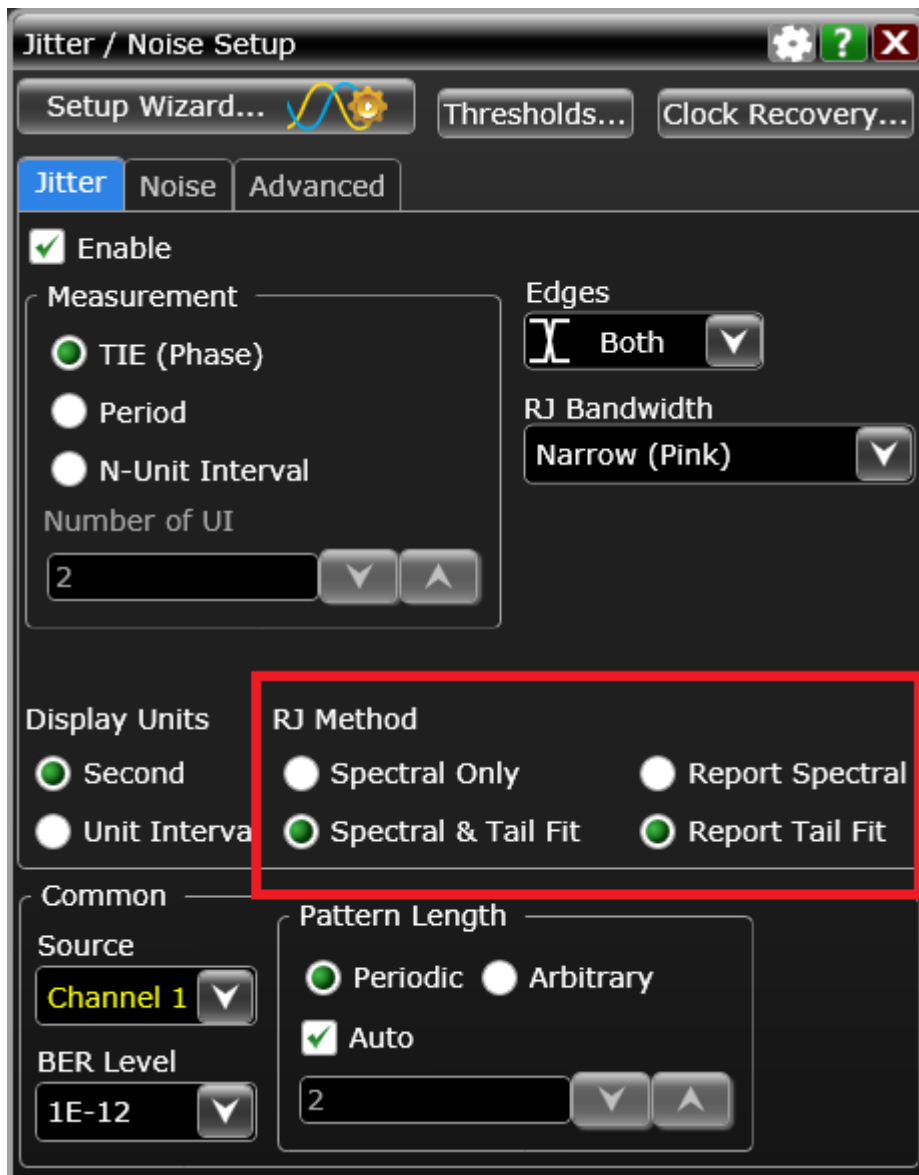 Jitter / Noise Setup
?
X
Setup Wizard...
Thresholds...
Clock Recovery...
Jitter
Noise
Advanced
Enable
Measurement
TIE (Phase)
Period
N-Unit Interval
Number of UI
2
Edges
Both
RJ Bandwidth
Narrow (Pink)
Display Units
Second
Unit Interva
RJ Method
Spectral Only
Report Spectral
Spectral & Tail Fit
Report Tail Fit
Common
Source
Channel 1
BER Level
1E-12
Pattern Length
Periodic
Arbitrary
Auto
2